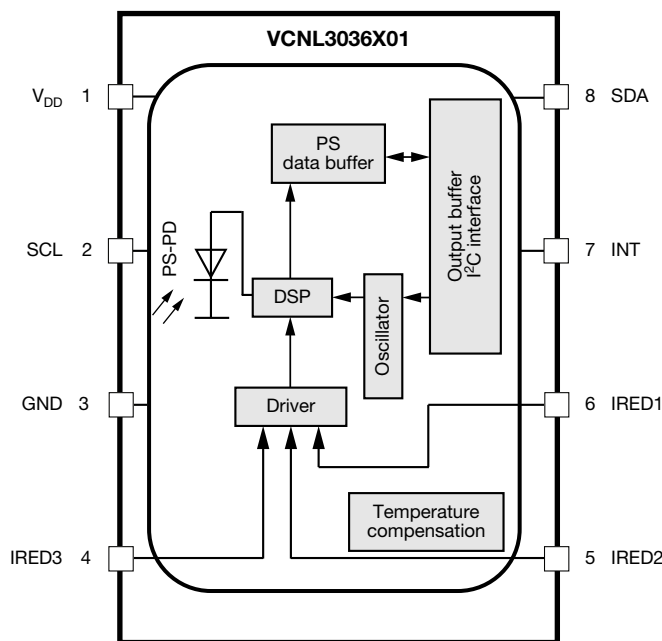 VCNL3036X01
VDD 1
8 SDA
PS
data buffer
Output buffer
I²C interface
SCL 2
PS-PD
7 INT
DSP
Oscillator
GND 3
Driver
6 IRED1
Temperature
compensation
IRED3 4
5 IRED2